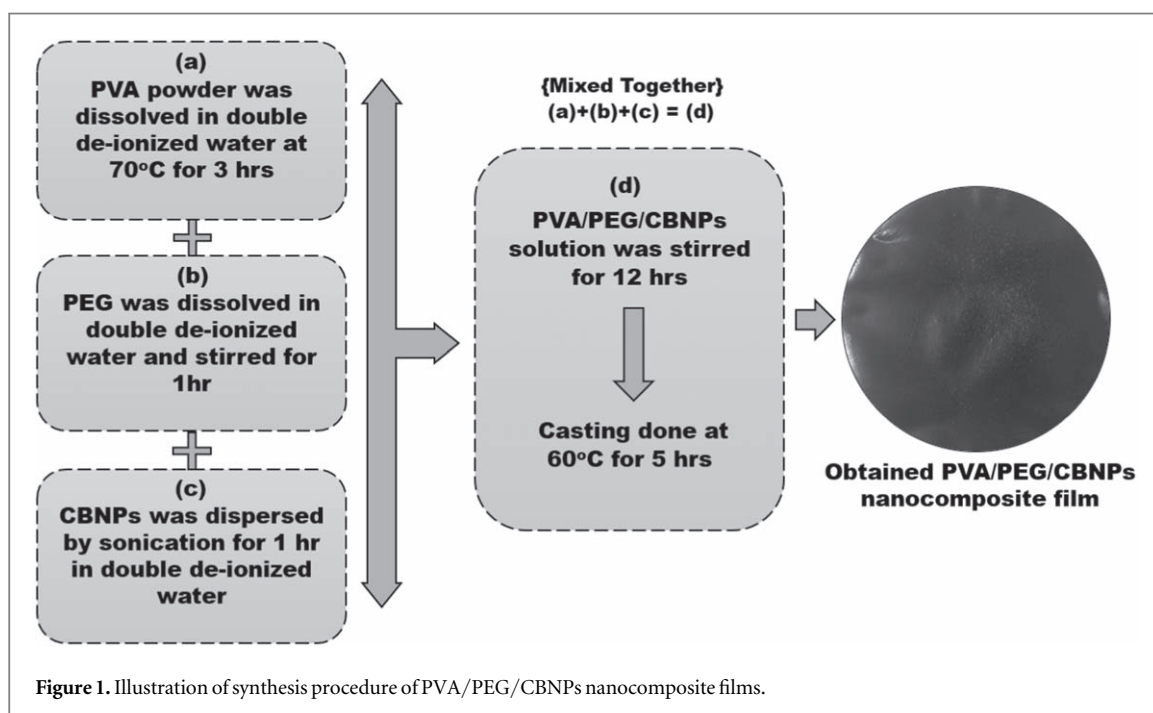 (a)
PVA powder was
dissolved in double
de-ionized water at
70°C for 3 hrs
(b)
PEG was dissolved in
double de-ionized
water and stirred for
1hr
(c)
CBNPs was dispersed
by sonication for 1 hr
in double de-ionized
water
{Mixed Together}
(a)+(b)+(c) = (d)
(d)
PVA/PEG/CBNPs
solution was stirred
for 12 hrs
Casting done at
60°C for 5 hrs
Obtained PVA/PEG/CBNPs
nanocomposite film
Figure 1. Illustration of synthesis procedure of PVA/PEG/CBNPs nanocomposite films.